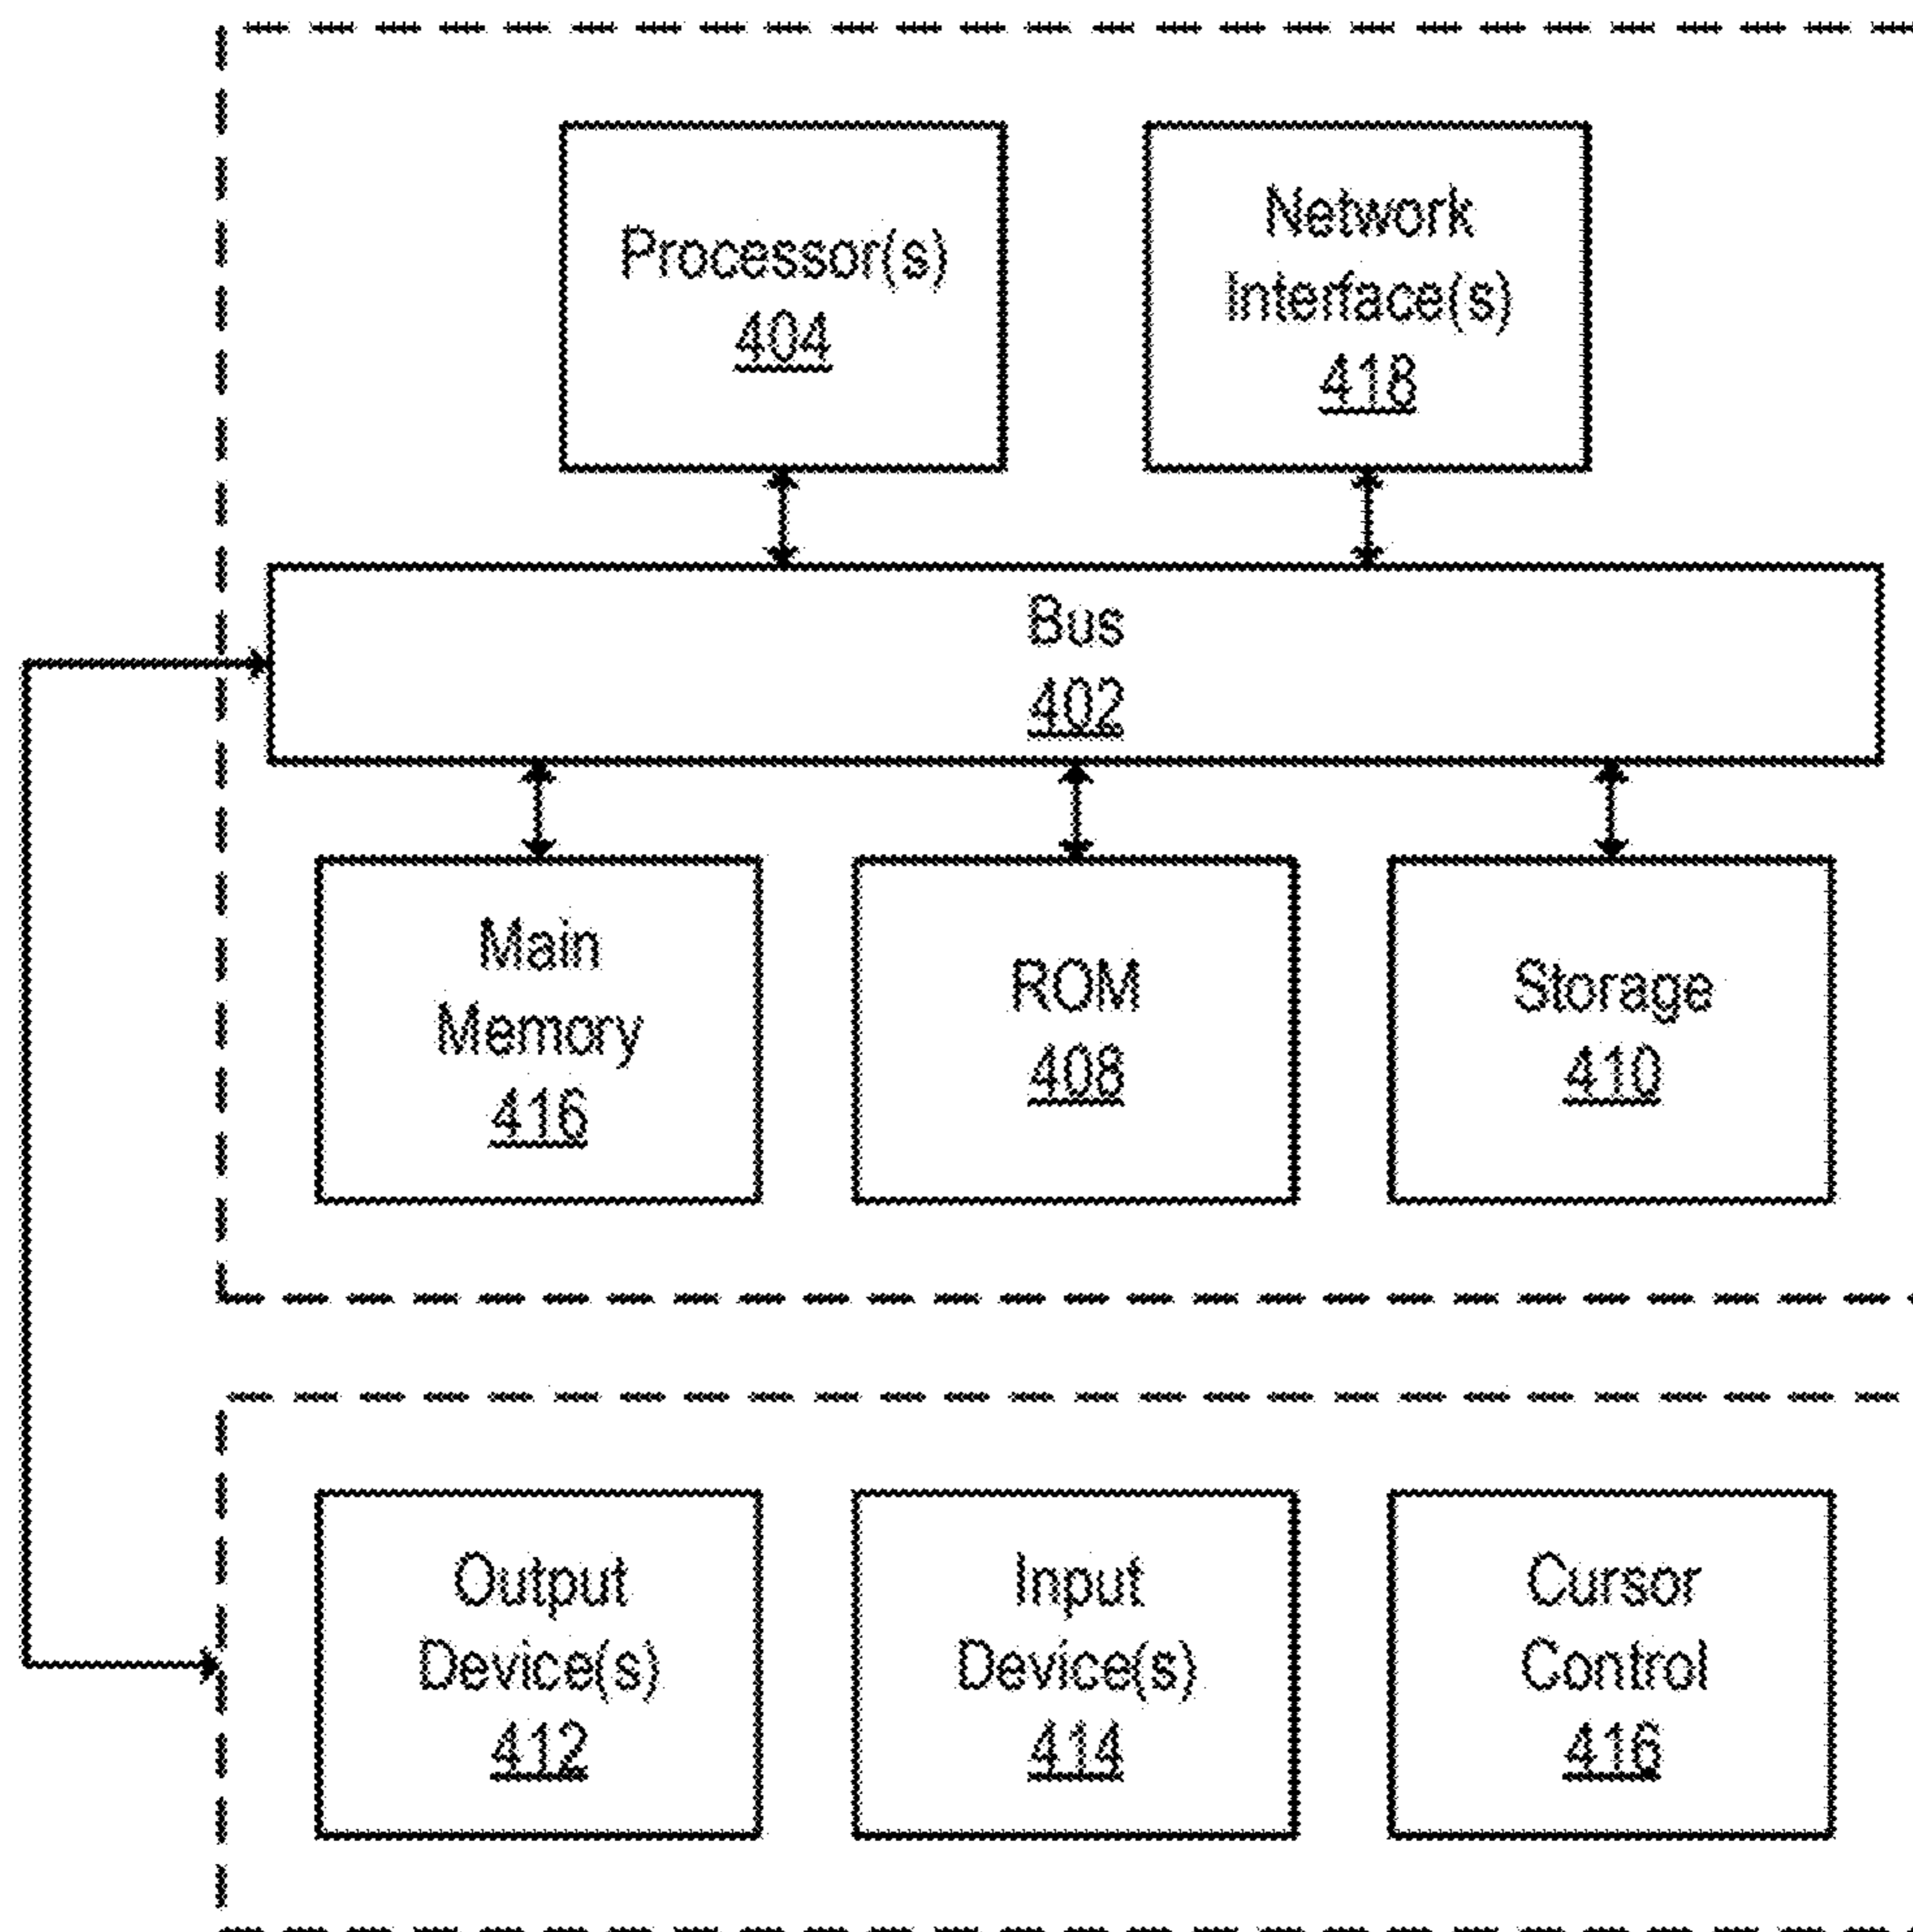 Processor(s)
404
Network
Interface(s)
418
Bus
402
Main
Memory
416
ROM
408
Storage
410
Output
Device(s)
412
Input
Device(s)
414
Cursor
Control
416